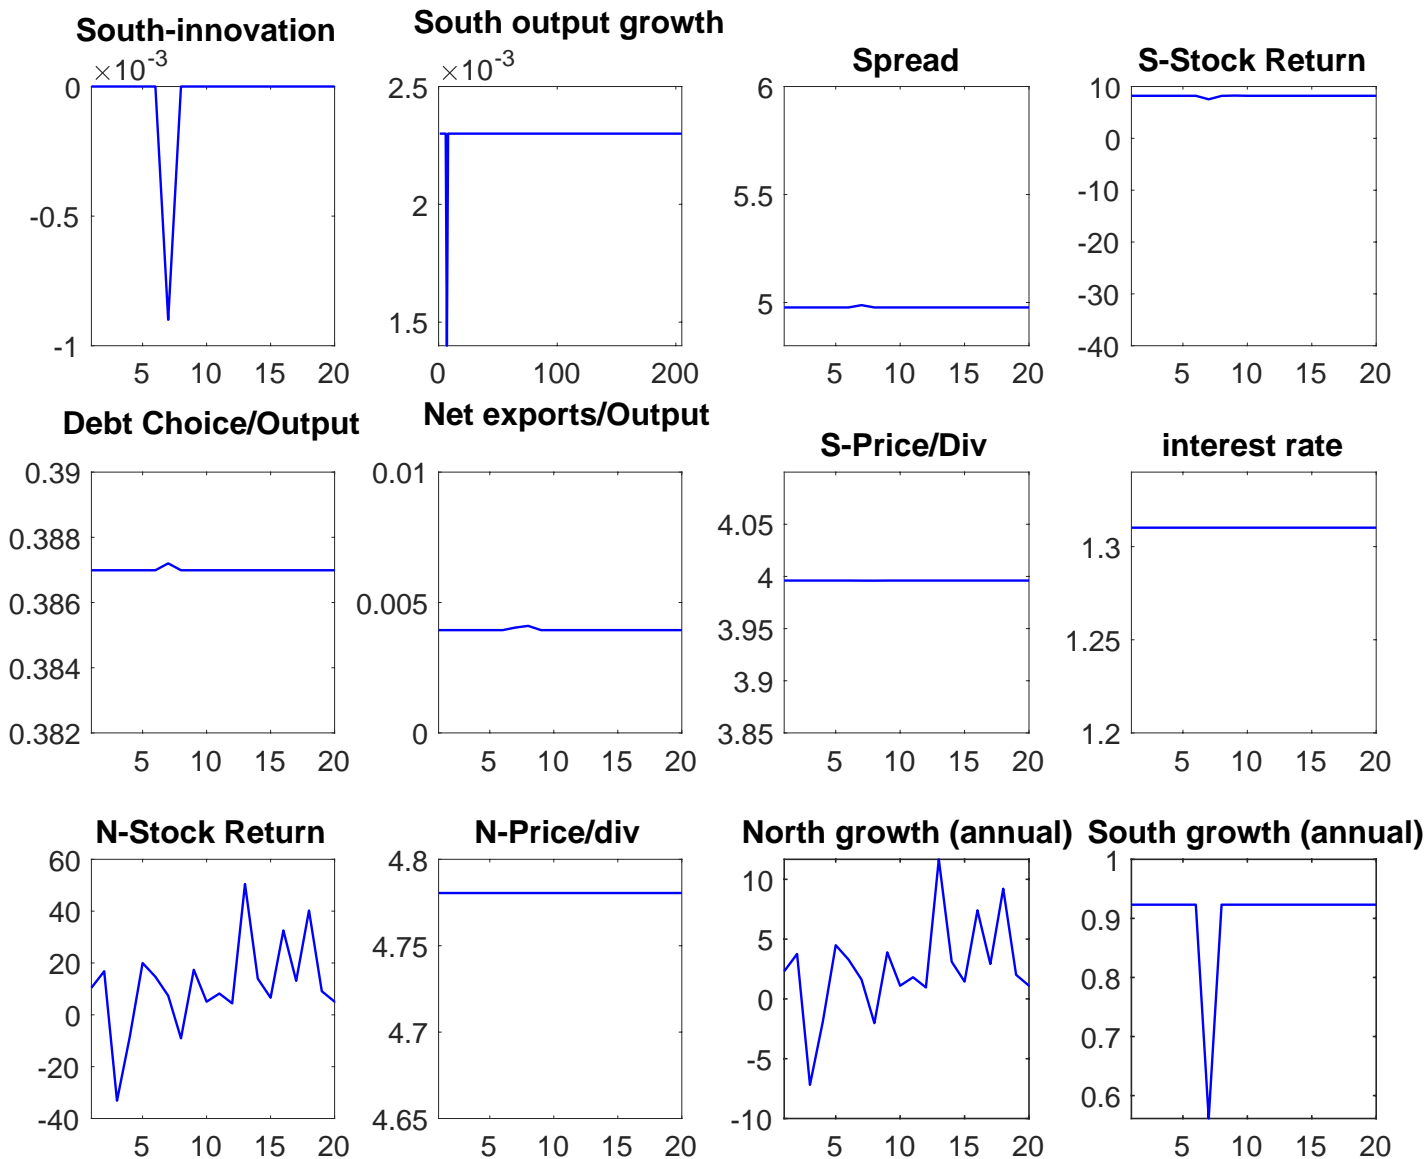 South-innovation
×10-3
0
-0.5
-1
5 10 15 20
South output growth
×10-3
2.5
2
1.5
0 100 200
Spread
6
5.5
5
5 10 15 20
S-Stock Return
10
0
-10
-20
-30
-40
5 10 15 20
Debt Choice/Output
0.39
0.388
0.386
0.384
0.382
5 10 15 20
Net exports/Output
0.01
0.005
0
5 10 15 20
S-Price/Div
4.05
4
3.95
3.9
3.85
5 10 15 20
interest rate
1.3
1.25
1.2
5 10 15 20
N-Stock Return
60
40
20
0
-20
-40
5 10 15 20
N-Price/div
4.8
4.75
4.7
4.65
5 10 15 20
North growth (annual)
10
5
0
-5
-10
5 10 15 20
South growth (annual)
1
0.9
0.8
0.7
0.6
5 10 15 20